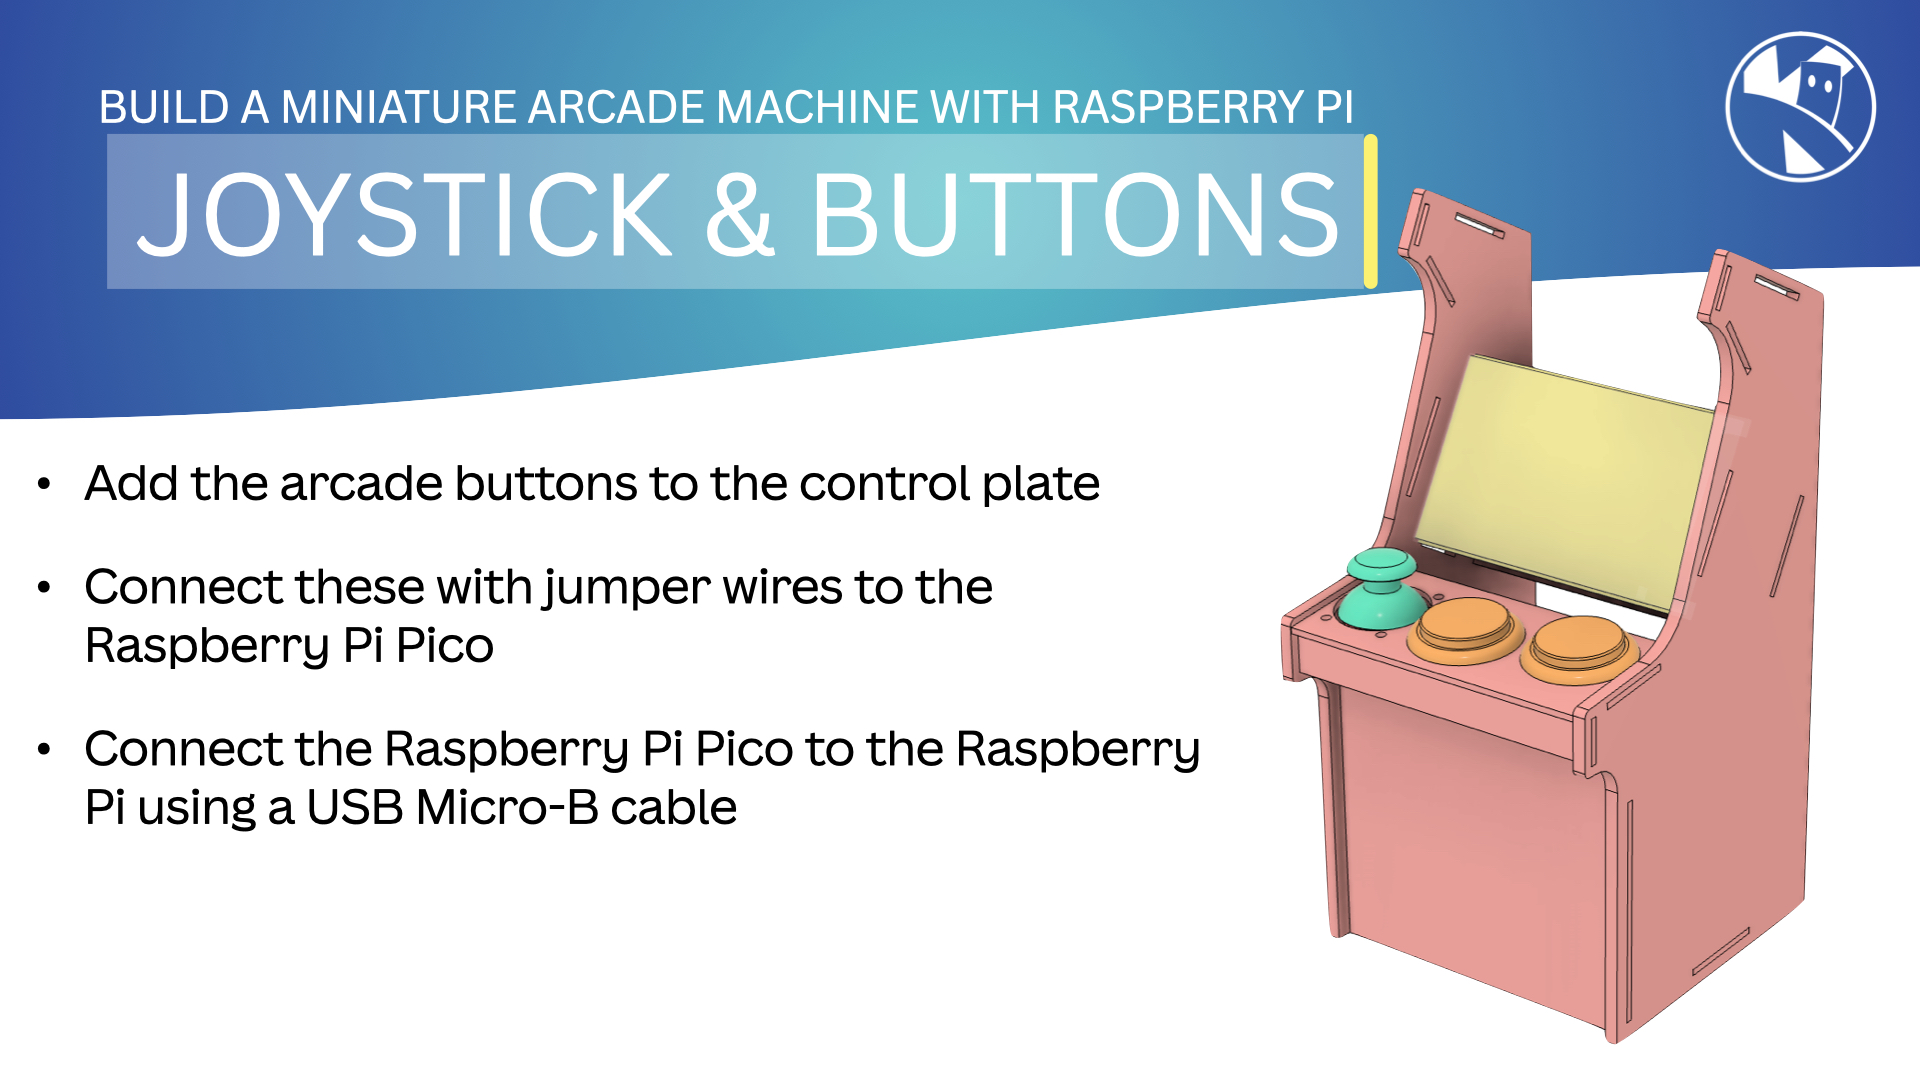 BUILD A MINIATURE ARCADE MACHINE WITH RASPBERRY PI
JOYSTICK & BUTTONS
• Add the arcade buttons to the control plate
• Connect these with jumper wires to the
Raspberry Pi Pico
• Connect the Raspberry Pi Pico to the Raspberry
Pi using a USB Micro-B cable